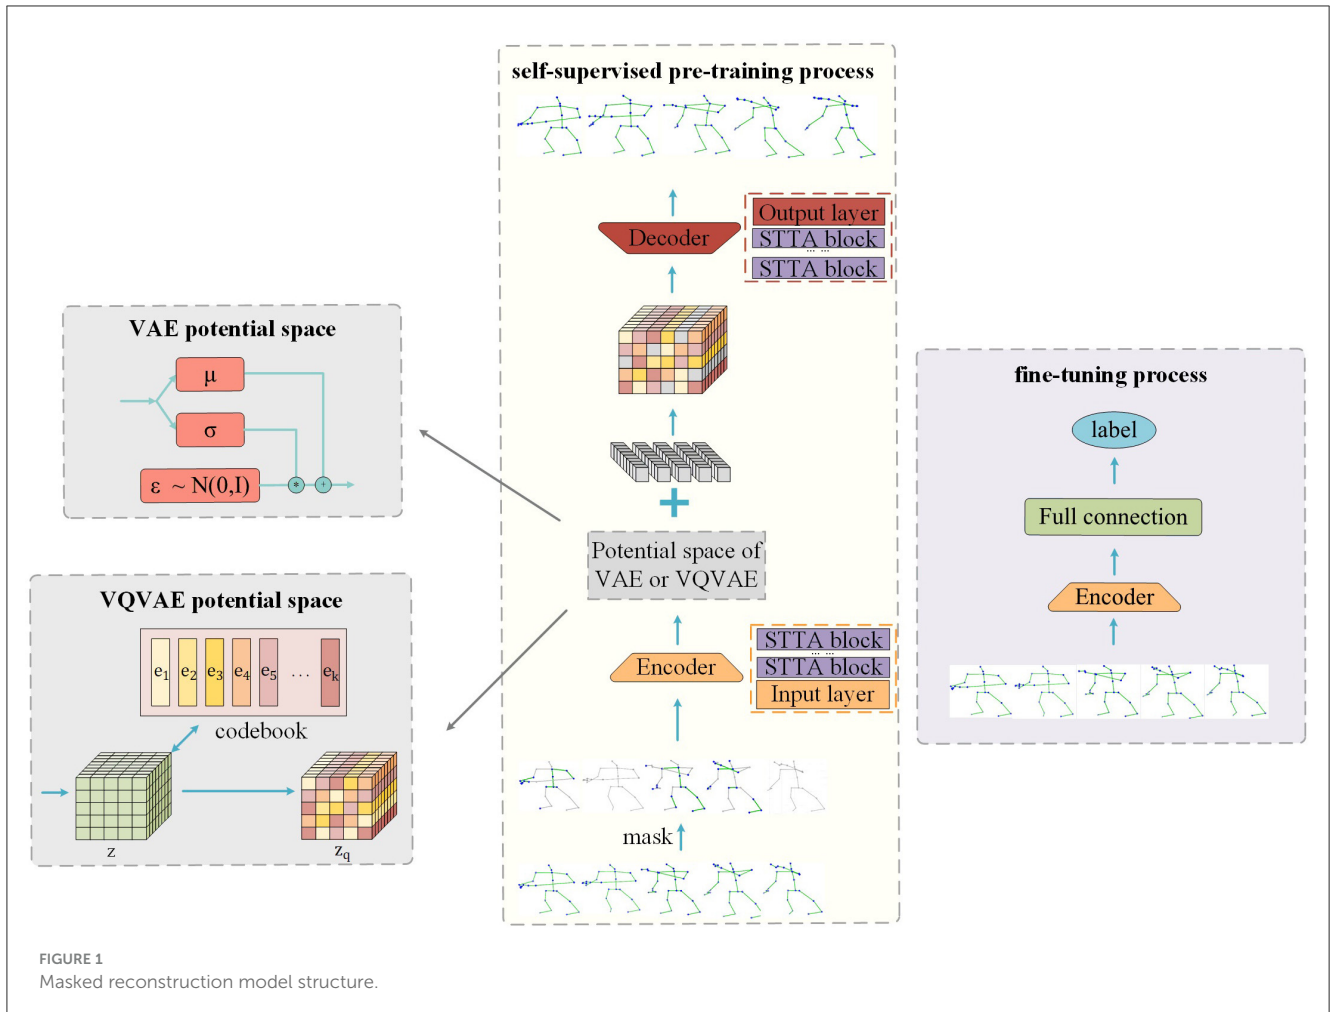 self-supervised pre-training process
Output layer
Decoder
STTA block
... ...
STTA block
VAE potential space
μ
σ
ε ~ N(0,I)
*
+
Potential space of
VAE or VQVAE
VQVAE potential space
e1 e2 e3 e4 e5 ... ek
codebook
z
zq
STTA block
... ...
Encoder
STTA block
Input layer
mask
fine-tuning process
label
Full connection
Encoder
FIGURE 1
Masked reconstruction model structure.